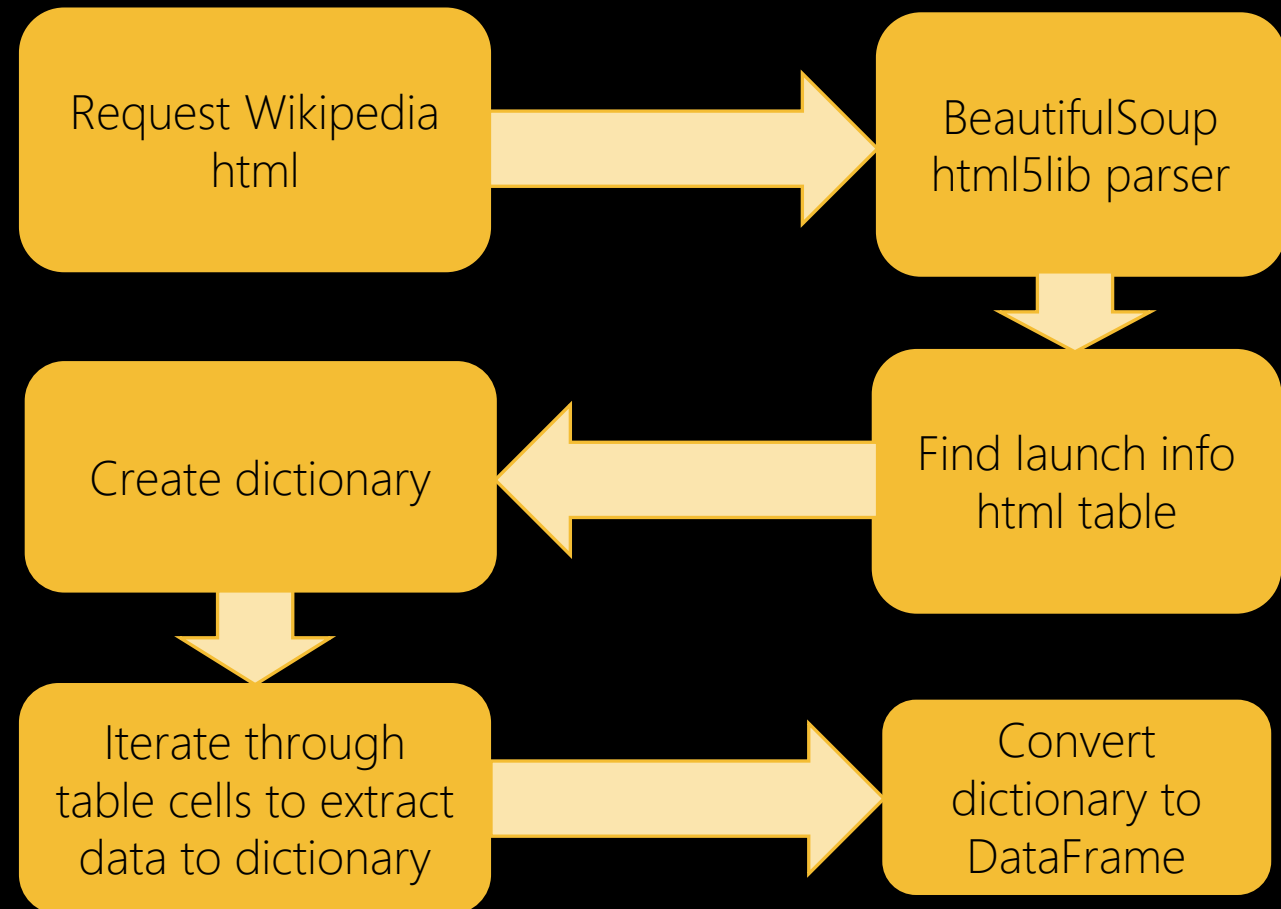 Request Wikipedia
html
BeautifulSoup
html5lib parser
Find launch info
html table
Create dictionary
Iterate through
table cells to extract
data to dictionary
Convert
dictionary to
DataFrame